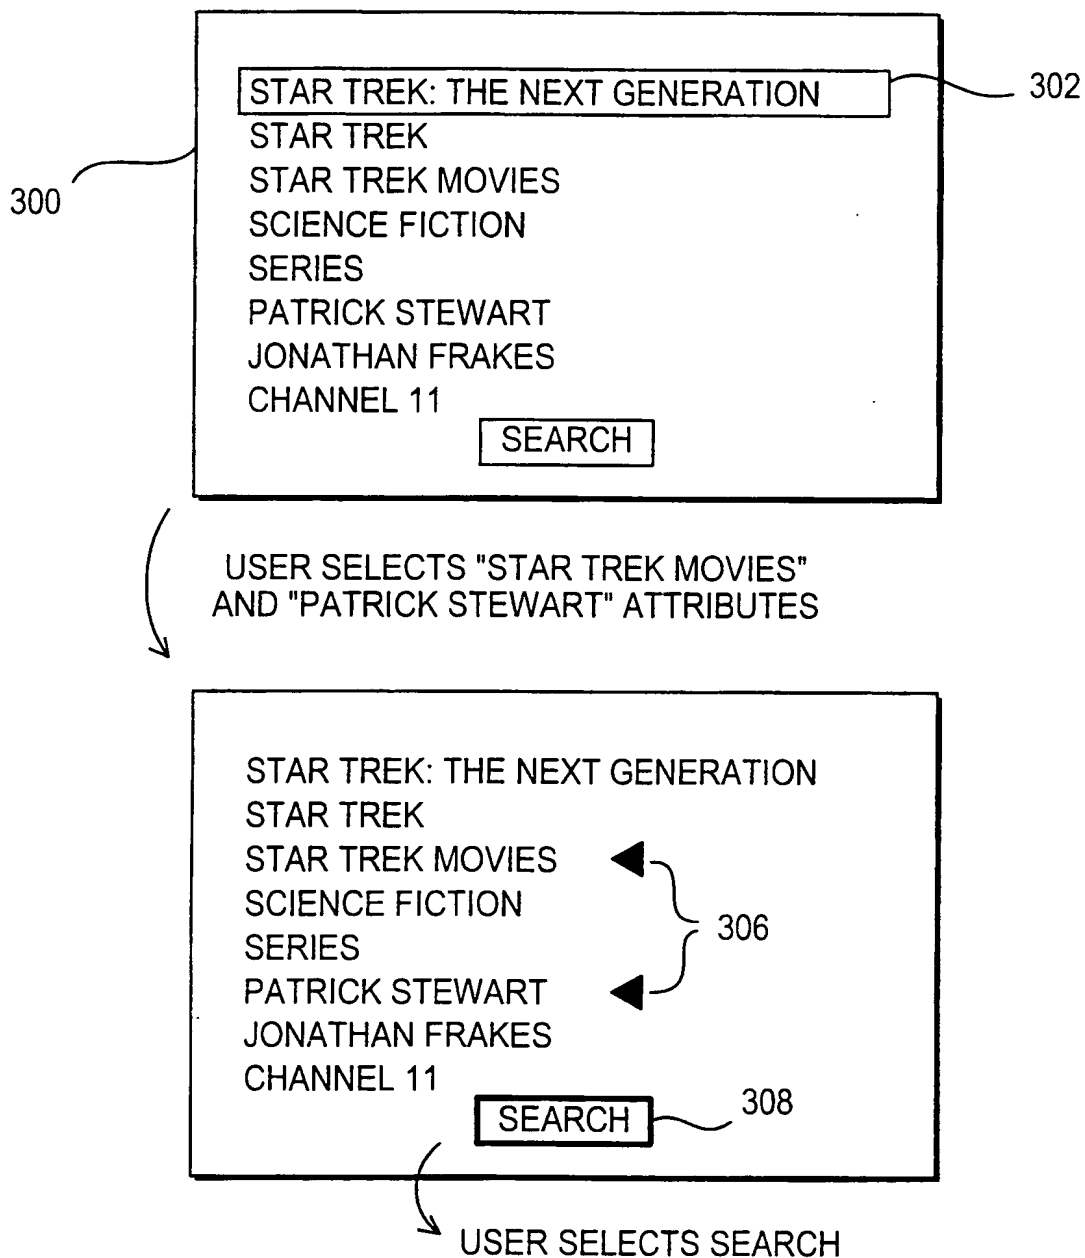 STAR TREK: THE NEXT GENERATION
302
STAR TREK
STAR TREK MOVIES
300
SCIENCE FICTION
SERIES
PATRICK STEWART
JONATHAN FRAKES
CHANNEL 11
SEARCH
USER SELECTS "STAR TREK MOVIES"
AND "PATRICK STEWART" ATTRIBUTES
STAR TREK: THE NEXT GENERATION
STAR TREK
STAR TREK MOVIES
SCIENCE FICTION
306
SERIES
PATRICK STEWART
JONATHAN FRAKES
CHANNEL 11
SEARCH
308
USER SELECTS SEARCH